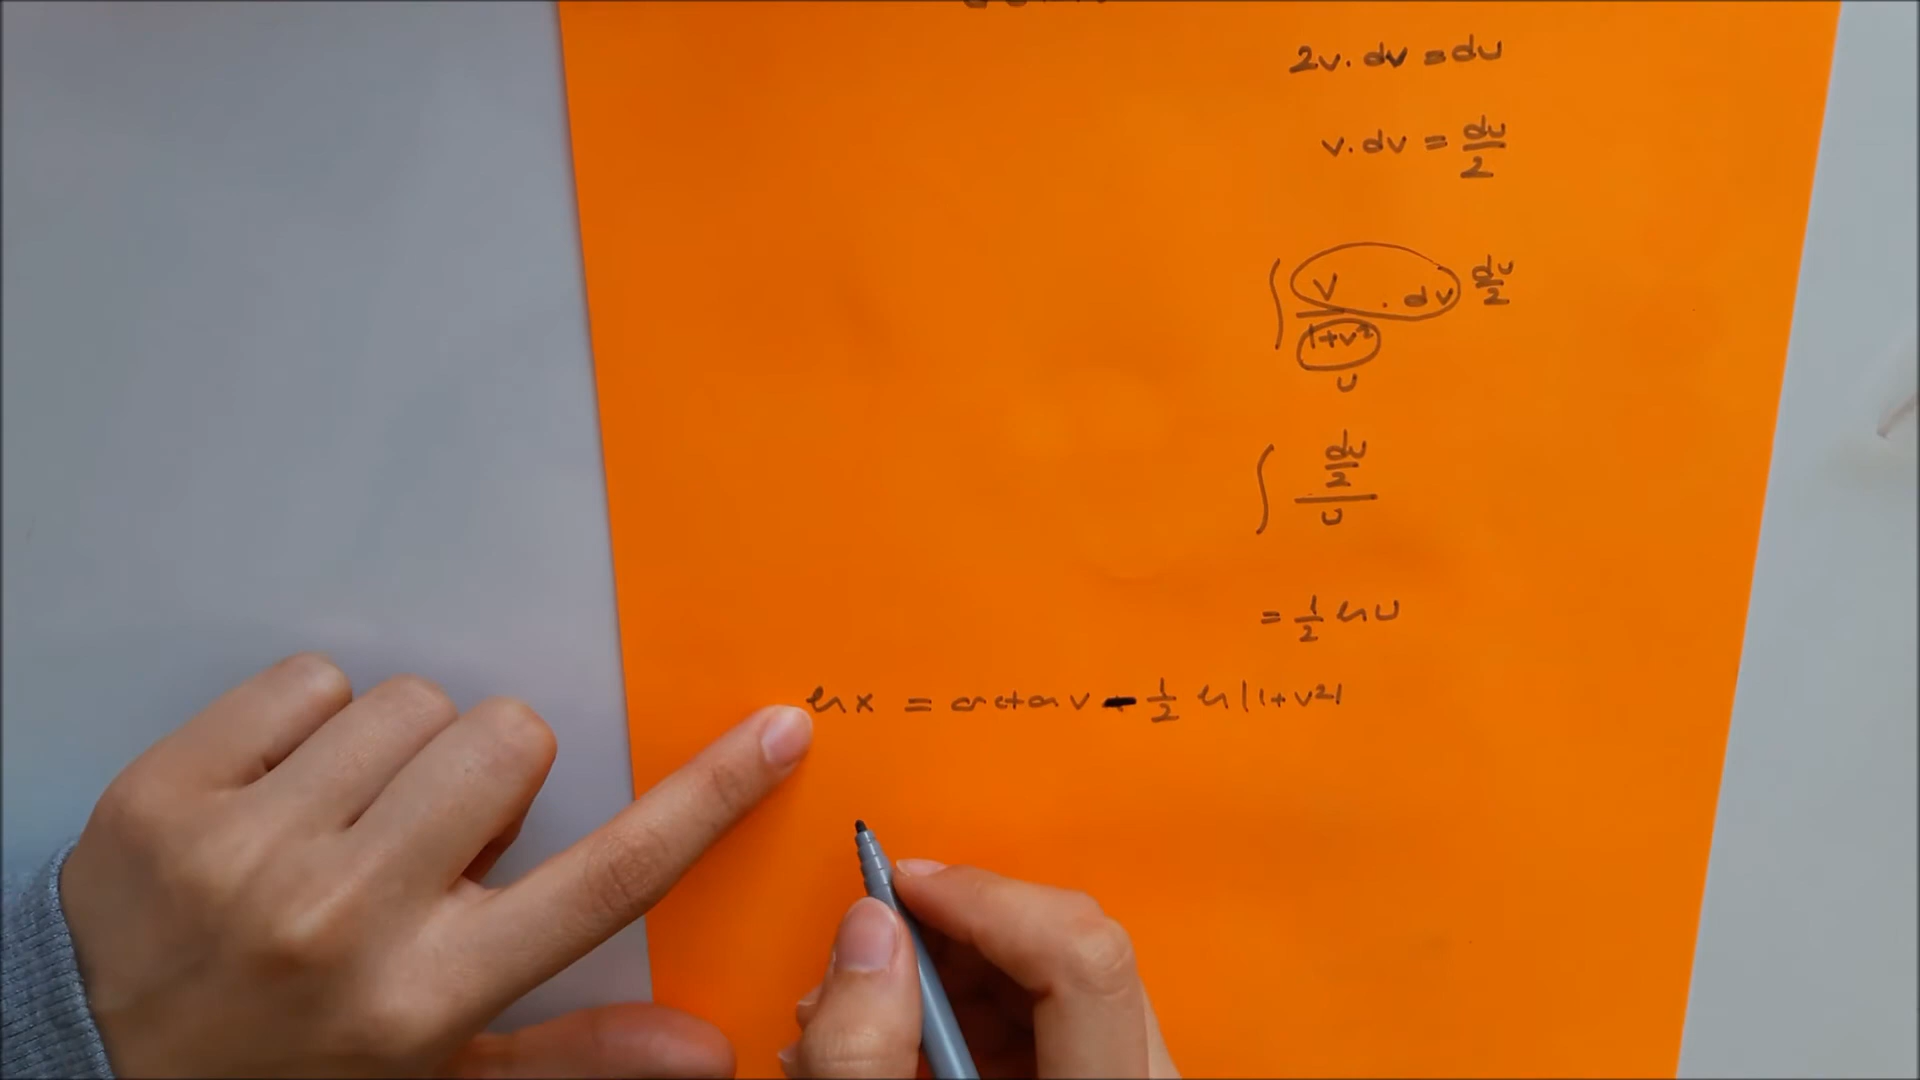 2v. dv = du
v. dv = du/2
∫ v/1+v² . dv du/2
u
∫ du/2 / u
= 1/2 ln u
ln x = arctan v - 1/2 ln |1+v²|